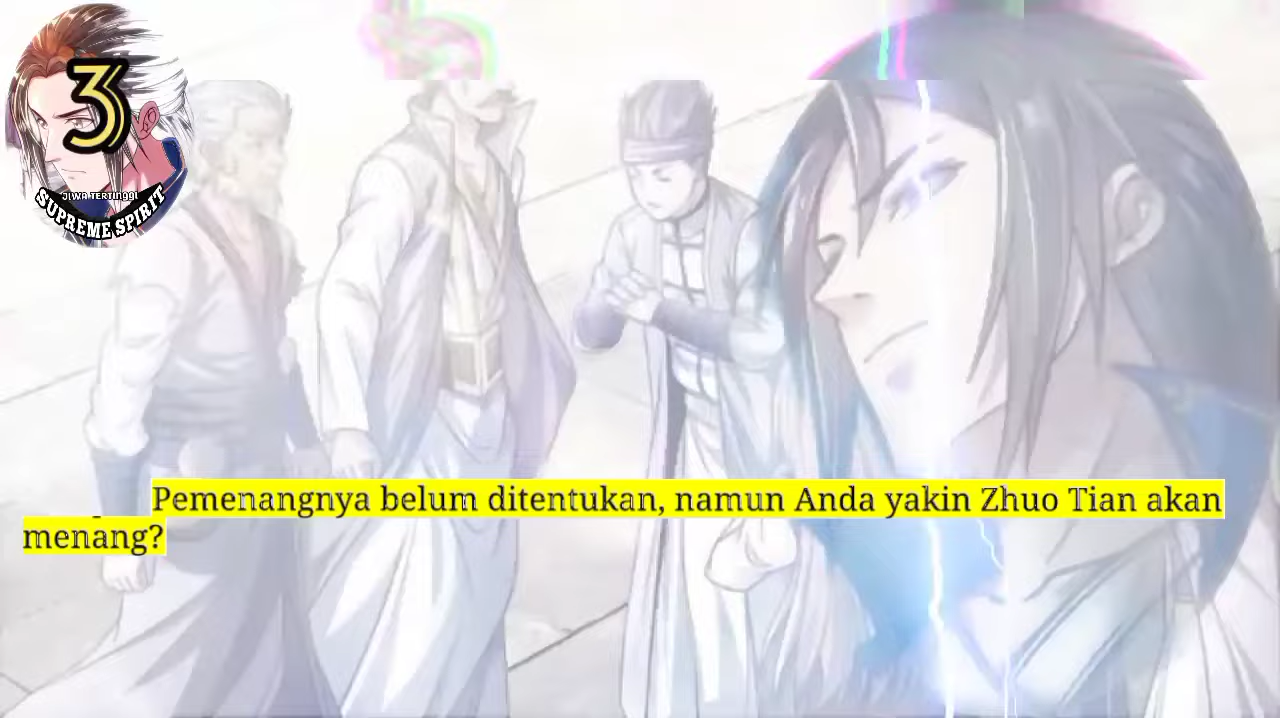 3
JIWA TERTINGGI
SUPREME SPIRIT
Pemenangnya belum ditentukan, namun Anda yakin Zhuo Tian akan
menang?